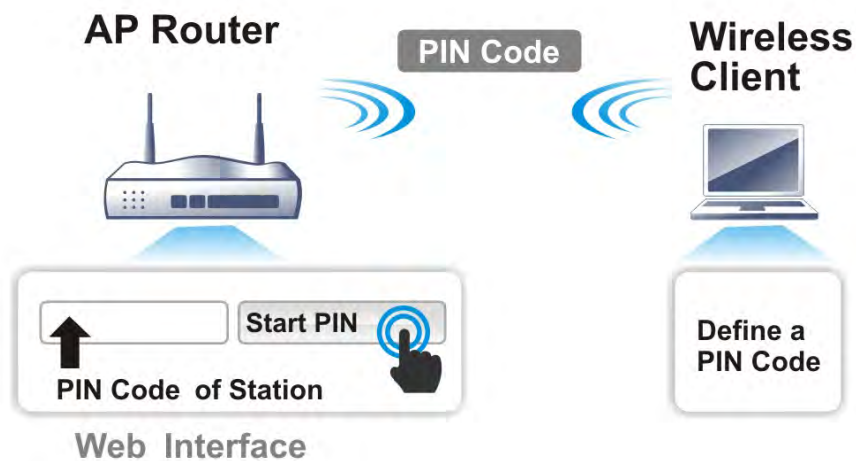 AP Router
PIN Code
Wireless
Client
Start PIN
PIN Code of Station
Web Interface
Define a
PIN Code